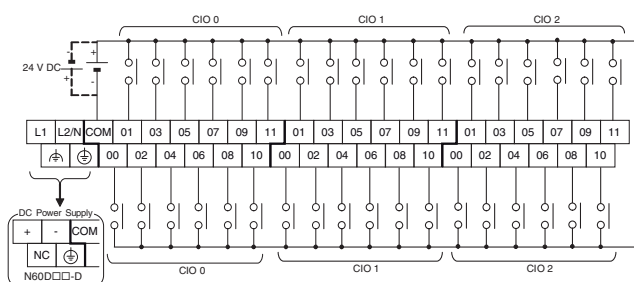 CIO 0 CIO 1 CIO 2
24 V DC
- +
+ -
L1 L2/N COM 01 03 05 07 09 11 01 03 05 07 09 11 01 03 05 07 09 11
00 02 04 06 08 10 00 02 04 06 08 10 00 02 04 06 08 10
DC Power Supply
+ - COM
NC
N60D□□-D
CIO 0 CIO 1 CIO 2